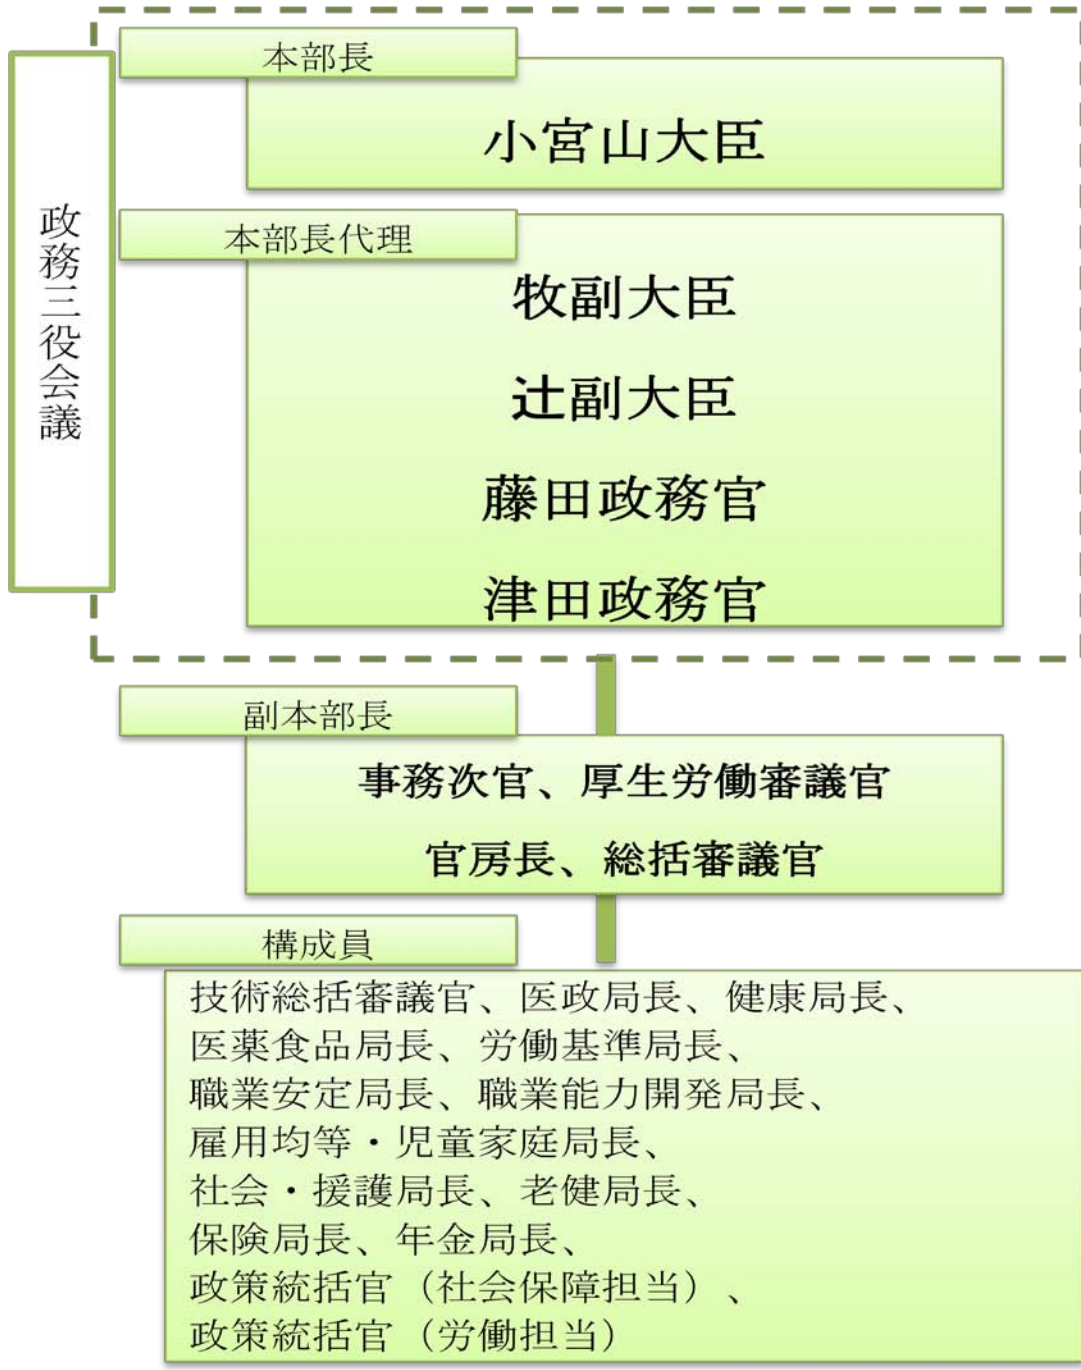 政務三役会議
本部長
小宮山大臣
本部長代理
牧副大臣
辻副大臣
藤田政務官
津田政務官
副本部長
事務次官、厚生労働審議官
官房長、総括審議官
構成員
技術総括審議官、医政局長、健康局長、
医薬食品局長、労働基準局長、
職業安定局長、職業能力開発局長、
雇用均等・児童家庭局長、
社会・援護局長、老健局長、
保険局長、年金局長、
政策統括官（社会保障担当）、
政策統括官（労働担当）